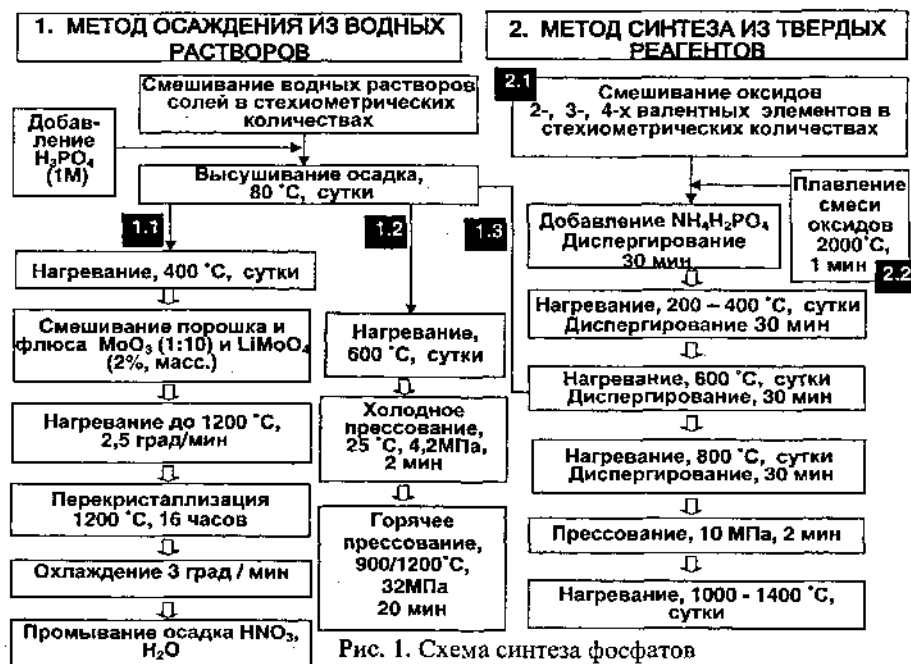 1. МЕТОД ОСАЖДЕНИЯ ИЗ ВОДНЫХ
РАСТВОРОВ
Смешивание водных растворов
солей в стехиометрических
количествах
Добав-
ление
H₃PO₄
(1М)
Высушивание осадка,
80 °C, сутки
1.1
1.2
1.3
Нагревание, 400 °C, сутки
Смешивание порошка и
флюса MoO₃ (1:10) и LiMoO₄
(2%, масс.)
Нагревание до 1200 °C,
2,5 град/мин
Перекристаллизация
1200 °C, 16 часов
Охлаждение 3 град / мин
Промывание осадка HNO₃,
H₂O
Нагревание,
600 °C, сутки
Холодное
прессование,
25 °C, 4,2МПа,
2 мин
Горячее
прессование,
900/1200°C,
32МПа
20 мин
2. МЕТОД СИНТЕЗА ИЗ ТВЕРДЫХ
РЕАГЕНТОВ
2.1
Смешивание оксидов
2-, 3-, 4-х валентных элементов в
стехиометрических количествах
Плавление
смеси
оксидов
2000°C,
1 мин
2.2
Добавление NH₄H₂PO₄
Диспергирование
30 мин
Нагревание, 200 – 400 °C, сутки
Диспергирование 30 мин
Нагревание, 600 °C, сутки
Диспергирование, 30 мин
Нагревание, 800 °C, сутки
Диспергирование, 30 мин
Прессование, 10 МПа, 2 мин
Нагревание, 1000 - 1400 °C,
сутки
Рис. 1. Схема синтеза фосфатов